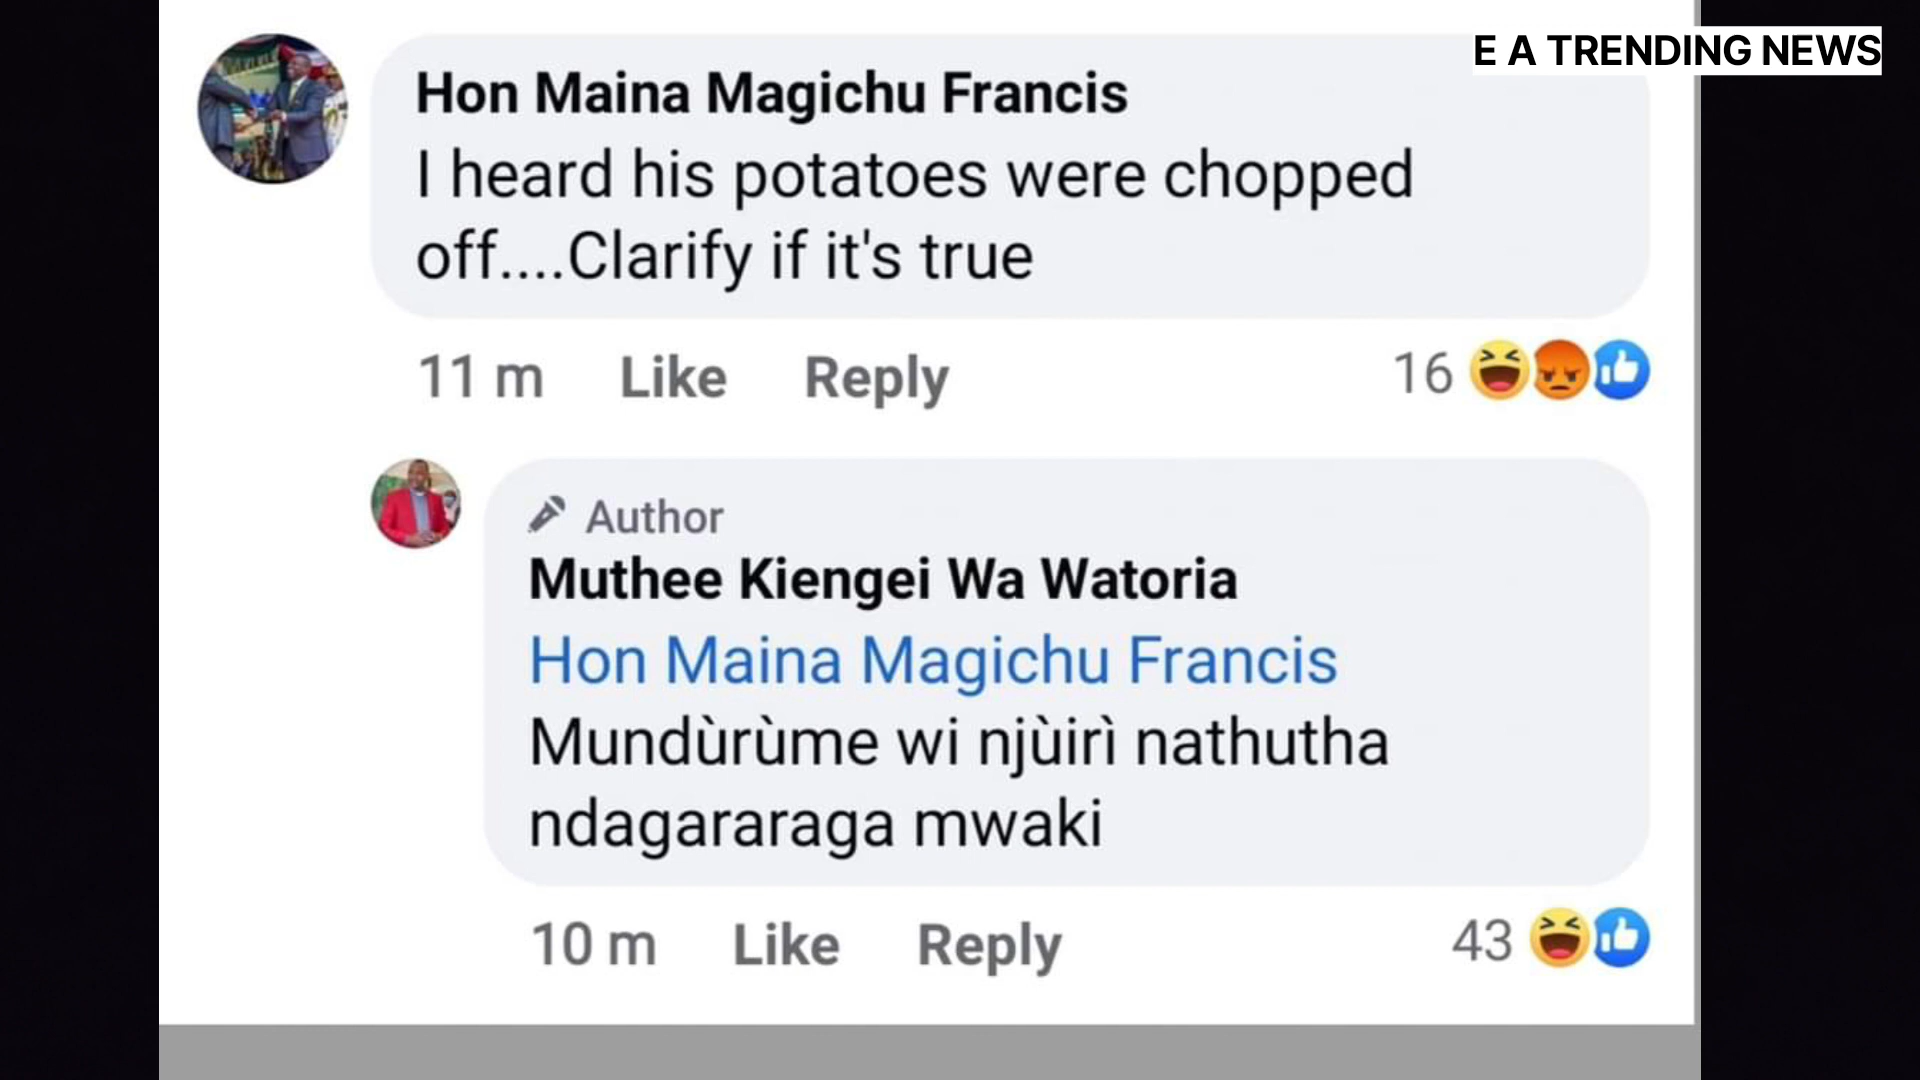 E A TRENDING NEWS
Hon Maina Magichu Francis
I heard his potatoes were chopped
off....Clarify if it's true
11 m Like Reply 16
Author
Muthee Kiengei Wa Watoria
Hon Maina Magichu Francis
Mundùrùme wi njùirì nathutha
ndagararaga mwaki
10 m Like Reply 43